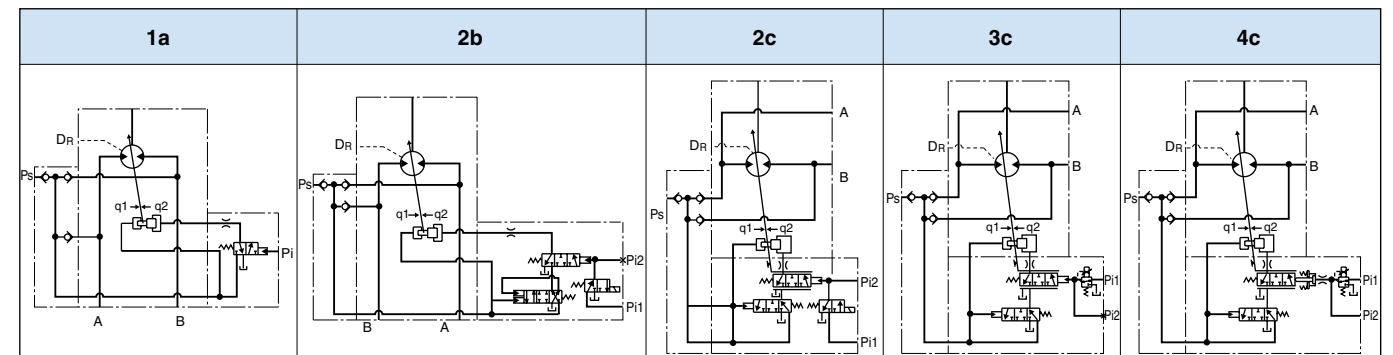 1a 2b 2c 3c 4c
DR
Ps
q1 q2
Pi
A B
DR
Ps
q1 q2
Pi2
Pi1
B A
A
DR
B
Ps
q1 q2
Pi2
Pi1
A
DR
B
Ps
q1 q2
Pi1
Pi2
A
DR
B
Ps
q1 q2
Pi1
Pi2